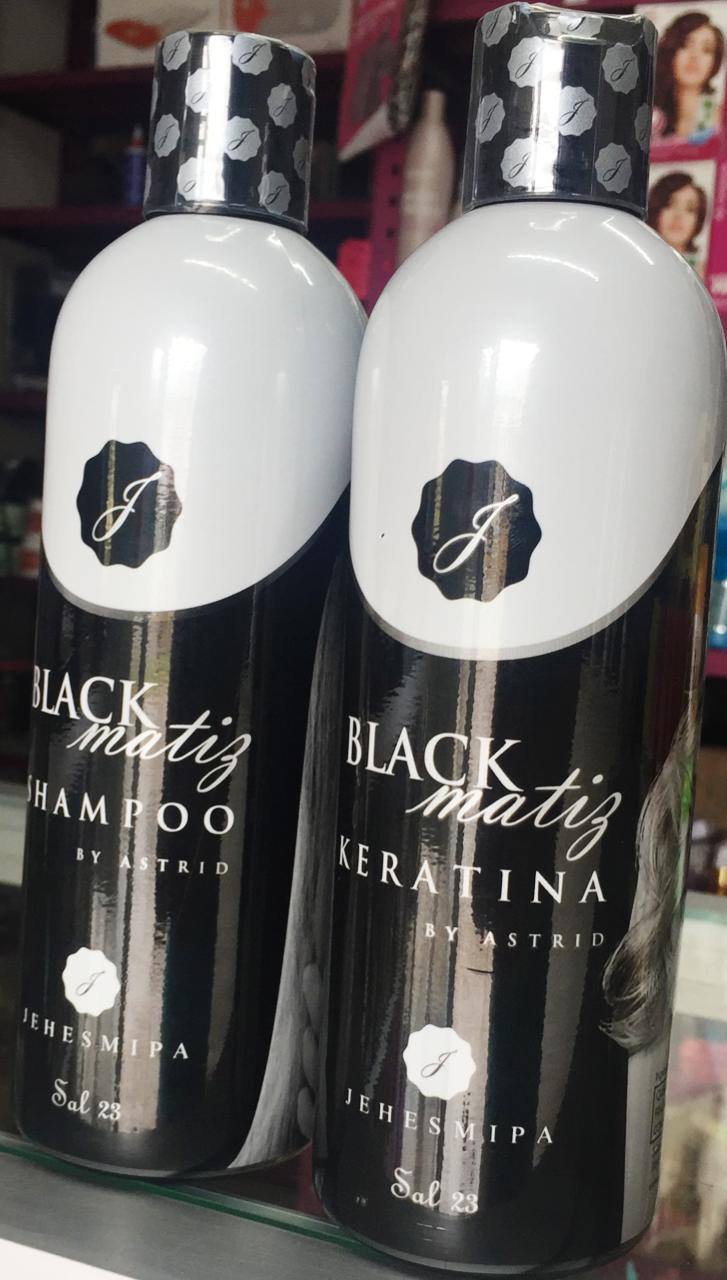 J
BLACK
matiz
SHAMPOO
BY ASTRID
J
JEHESMIPA
Sal 23
J
BLACK
matiz
KERATINA
BY ASTRID
J
JEHESMIPA
Sal 23